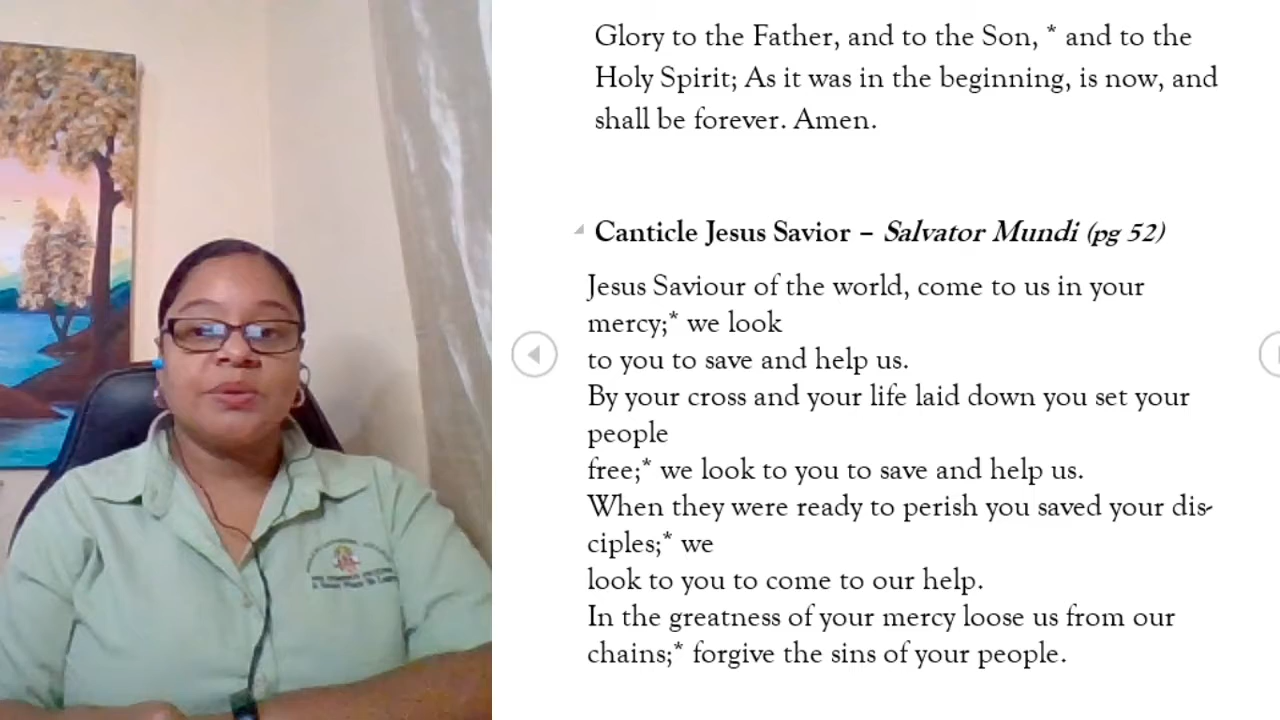 Glory to the Father, and to the Son, * and to the
Holy Spirit; As it was in the beginning, is now, and
shall be forever. Amen.
Canticle Jesus Savior – Salvator Mundi (pg 52)
Jesus Saviour of the world, come to us in your
mercy;* we look
to you to save and help us.
By your cross and your life laid down you set your
people
free;* we look to you to save and help us.
When they were ready to perish you saved your dis-
ciples;* we
look to you to come to our help.
In the greatness of your mercy loose us from our
chains;* forgive the sins of your people.